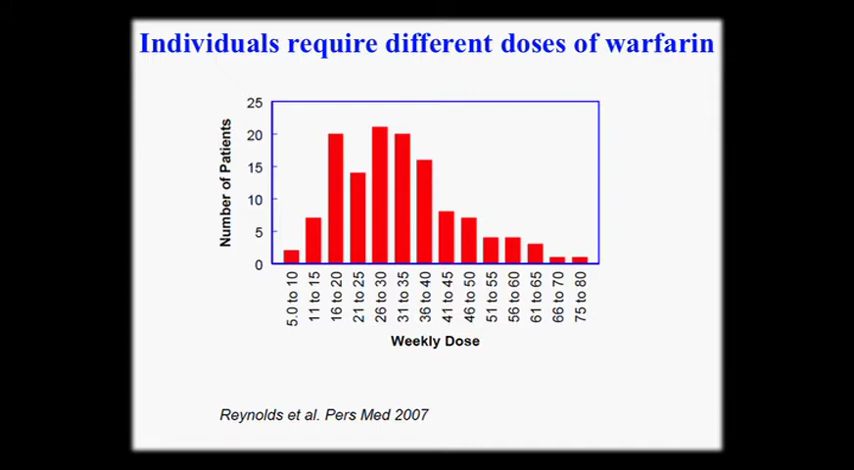 Individuals require different doses of warfarin
25
20
15
10
5
0
Number of Patients
5.0 to 10
11 to 15
16 to 20
21 to 25
26 to 30
31 to 35
36 to 40
41 to 45
46 to 50
51 to 55
56 to 60
61 to 65
66 to 70
75 to 80
Weekly Dose
Reynolds et al. Pers Med 2007